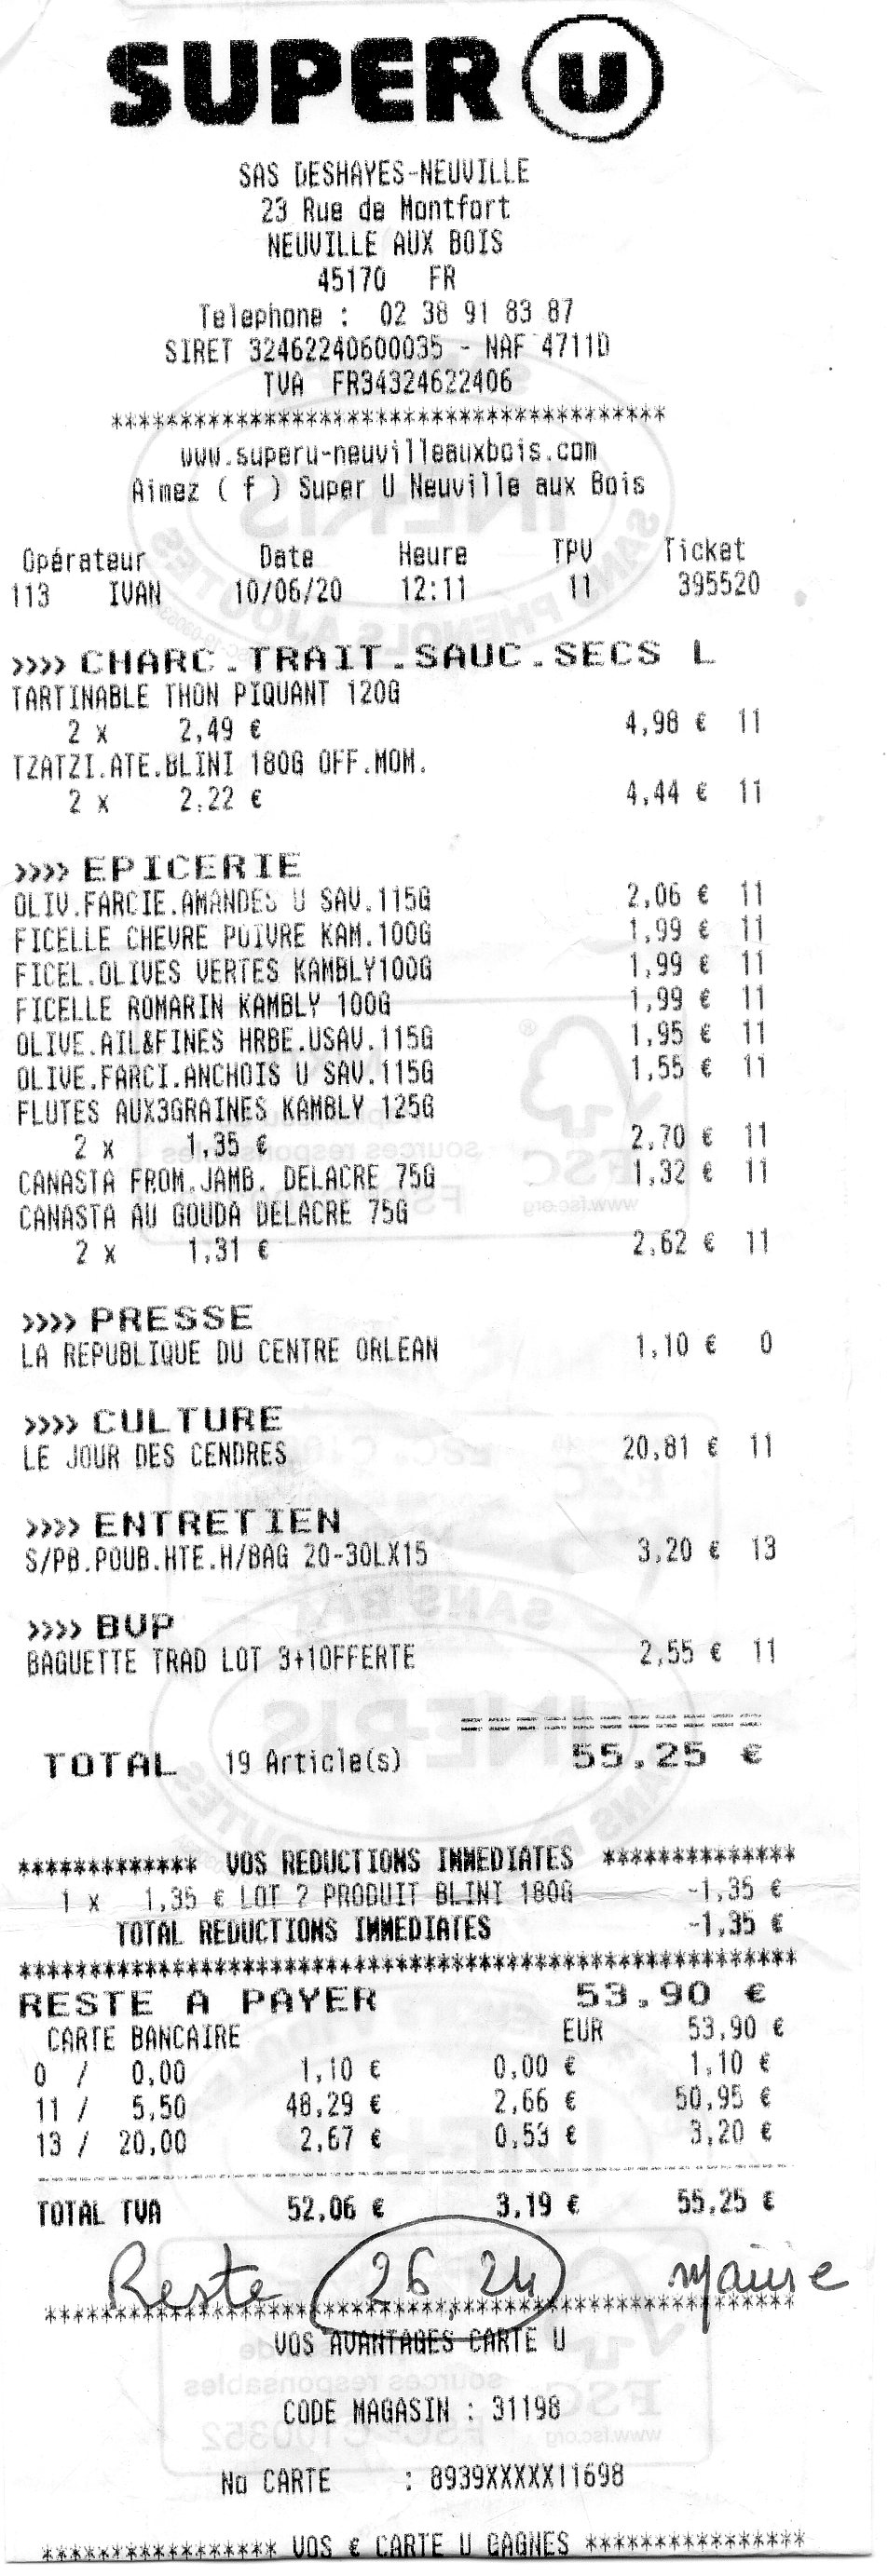 SUPER U
SAS DESHAYES-NEUVILLE
23 Rue de Montfort
NEUVILLE AUX BOIS
45170 FR
Telephone : 02 38 91 83 87
SIRET 32462240600035 - NAF 4711D
TVA FR34324622406
****************************************
www.superu-neuvilleauxbois.com
Aimez ( f ) Super U Neuville aux Bois
Opérateur Date Heure TPV Ticket
113 IVAN 10/06/20 12:11 11 395520
>>>> CHARC.TRAIT.SAUC.SECS L
TARTINABLE THON PIQUANT 120G
2 x 2,49 € 4,98 € 11
TZATZI.ATE.BLINI 180G OFF.MOM.
2 x 2.22 € 4,44 € 11
>>>> EPICERIE
OLIV.FARCIE.AMANDES U SAV.115G 2,06 € 11
FICELLE CHEVRE POIVRE KAM.100G 1,99 € 11
FICEL.OLIVES VERTES KAMBLY100G 1,99 € 11
FICELLE ROMARIN KAMBLY 100G 1,99 € 11
OLIVE.AIL&FINES HRBE.USAV.115G 1,95 € 11
OLIVE.FARCI.ANCHOIS U SAV.115G 1,55 € 11
FLUTES AUX3GRAINES KAMBLY 125G
2 x 1,35 € 2,70 € 11
CANASTA FROM.JAMB. DELACRE 75G 1,32 € 11
CANASTA AU GOUDA DELACRE 75G
2 x 1,31 € 2,62 € 11
>>>> PRESSE
LA REPUBLIQUE DU CENTRE ORLEAN 1,10 € 0
>>>> CULTURE
LE JOUR DES CENDRES 20,81 € 11
>>>> ENTRETIEN
S/PB.POUB.HTE.H/BAG 20-30LX15 3,20 € 13
>>>> BVP
BAGUETTE TRAD LOT 3+1OFFERTE 2,55 € 11
===========
TOTAL 19 Article(s) 55.25 €
************* VOS REDUCTIONS IMMEDIATES **************
1 x 1,35 € LOT 2 PRODUIT BLINI 180G -1,35 €
TOTAL REDUCTIONS IMMEDIATES -1,35 €
********************************************************
RESTE A PAYER 53.90 €
CARTE BANCAIRE EUR 53,90 €
0 / 0,00 1,10 € 0,00 € 1,10 €
11 / 5,50 48,29 € 2,66 € 50,95 €
13 / 20,00 2,67 € 0,53 € 3,20 €
TOTAL TVA 52,06 € 3,19 € 55,25 €
Reste 26,24 mairie
******************************************************
VOS AVANTAGES CARTE U
CODE MAGASIN : 31198
No CARTE : 8939XXXXX11698
***************** VOS € CARTE U GAGNES ****************